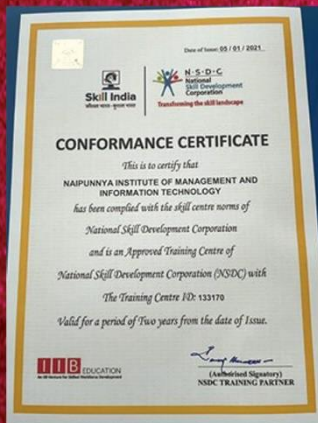 Date of Issue: 05 / 01 / 2021
Skill India
कौशल भारत - कुशल भारत
N·S·D·C
National
Skill Development
Corporation
Transforming the skill landscape
CONFORMANCE CERTIFICATE
This is to certify that
NAIPUNNYA INSTITUTE OF MANAGEMENT AND
INFORMATION TECHNOLOGY
has been complied with the skill centre norms of
National Skill Development Corporation
and is an Approved Training Centre of
National Skill Development Corporation (NSDC) with
The Training Centre ID: 133170
Valid for a period of Two years from the date of Issue.
IIB EDUCATION
(Authorised Signatory)
NSDC TRAINING PARTNER